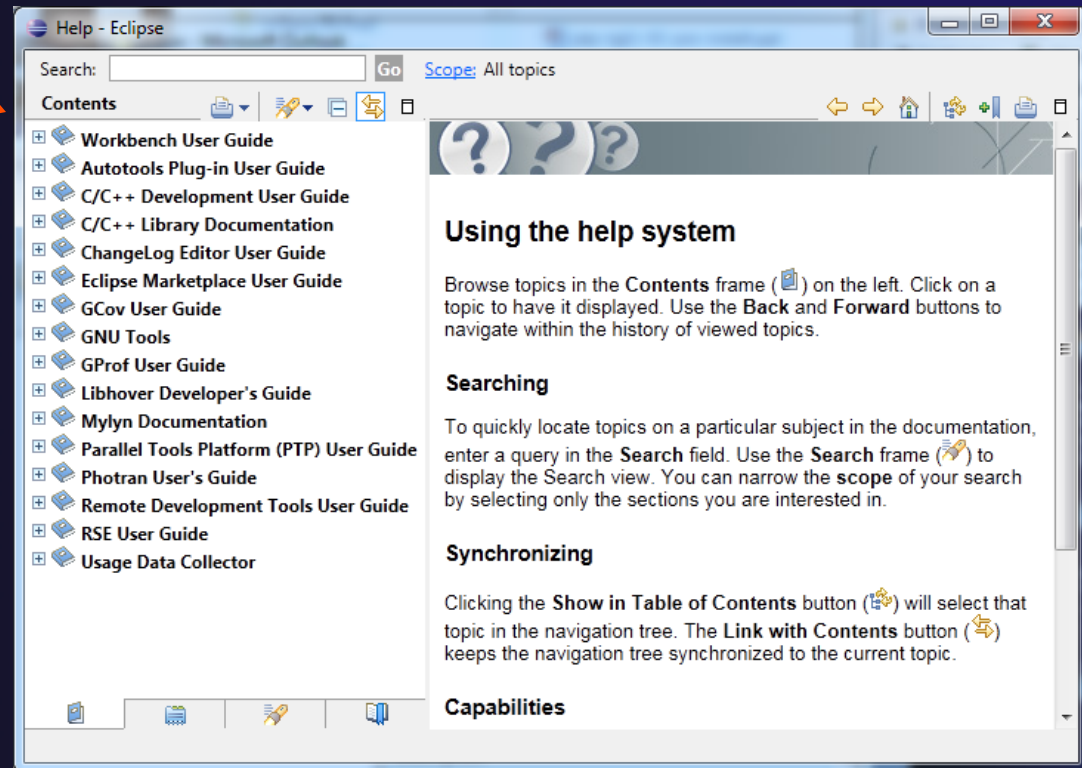 Help - Eclipse
Search: Go Scope: All topics
Contents
Workbench User Guide
Autotools Plug-in User Guide
C/C++ Development User Guide
C/C++ Library Documentation
ChangeLog Editor User Guide
Eclipse Marketplace User Guide
GCov User Guide
GNU Tools
GProf User Guide
Libhover Developer's Guide
Mylyn Documentation
Parallel Tools Platform (PTP) User Guide
Photran User's Guide
Remote Development Tools User Guide
RSE User Guide
Usage Data Collector
Using the help system
Browse topics in the Contents frame ( ) on the left. Click on a
topic to have it displayed. Use the Back and Forward buttons to
navigate within the history of viewed topics.
Searching
To quickly locate topics on a particular subject in the documentation,
enter a query in the Search field. Use the Search frame ( ) to
display the Search view. You can narrow the scope of your search
by selecting only the sections you are interested in.
Synchronizing
Clicking the Show in Table of Contents button ( ) will select that
topic in the navigation tree. The Link with Contents button ( )
keeps the navigation tree synchronized to the current topic.
Capabilities